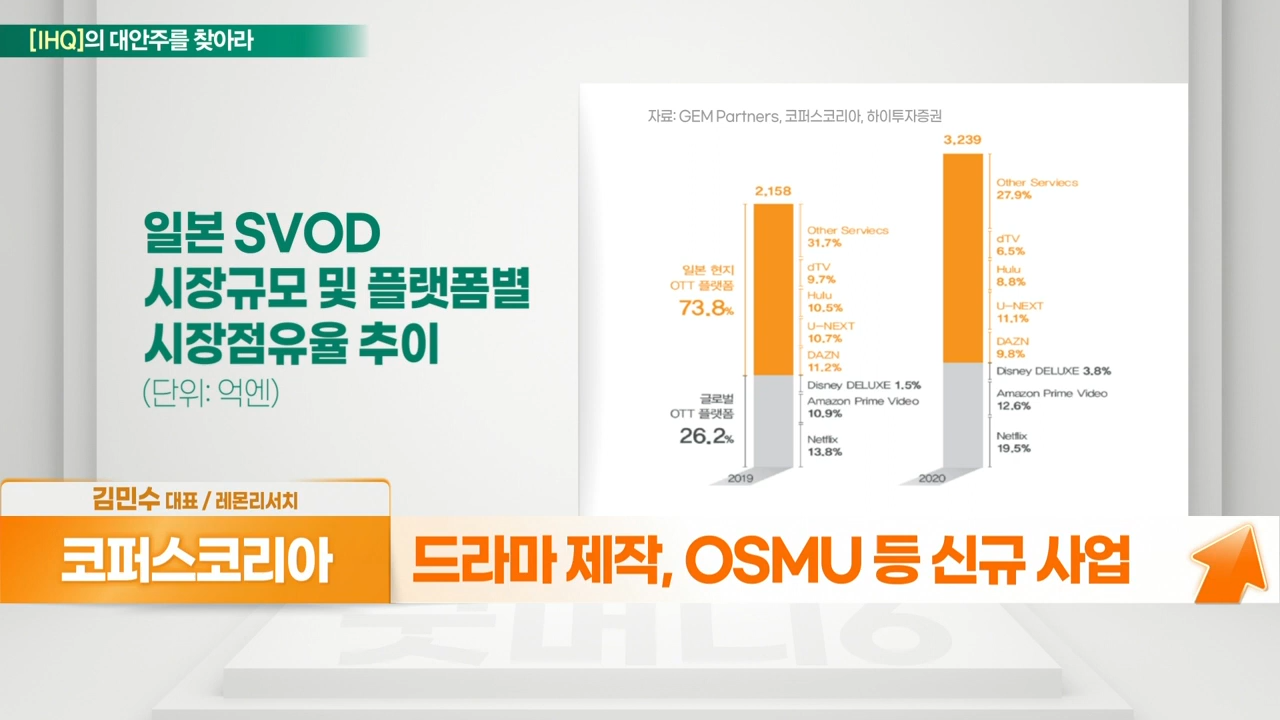 [IHQ]의 대안주를 찾아라
일본 SVOD
시장규모 및 플랫폼별
시장점유율 추이
(단위: 억엔)
자료: GEM Partners, 코퍼스코리아, 하이투자증권
2,158
Other Serviecs
31.7%
dTV
9.7%
Hulu
10.5%
U-NEXT
10.7%
DAZN
11.2%
Disney DELUXE 1.5%
Amazon Prime Video
10.9%
Netflix
13.8%
일본 현지
OTT 플랫폼
73.8%
글로벌
OTT 플랫폼
26.2%
2019
3,239
Other Serviecs
27.9%
dTV
6.5%
Hulu
8.8%
U-NEXT
11.1%
DAZN
9.8%
Disney DELUXE 3.8%
Amazon Prime Video
12.6%
Netflix
19.5%
2020
김민수 대표 / 레몬리서치
코퍼스코리아
드라마 제작, OSMU 등 신규 사업